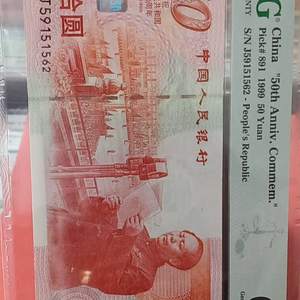 中国人民银行
J59151562
拾圆
G
China "50th Anniv. Commem."
Pick# 891 1999 50 Yuan
S/N J59151562 - People's Republic